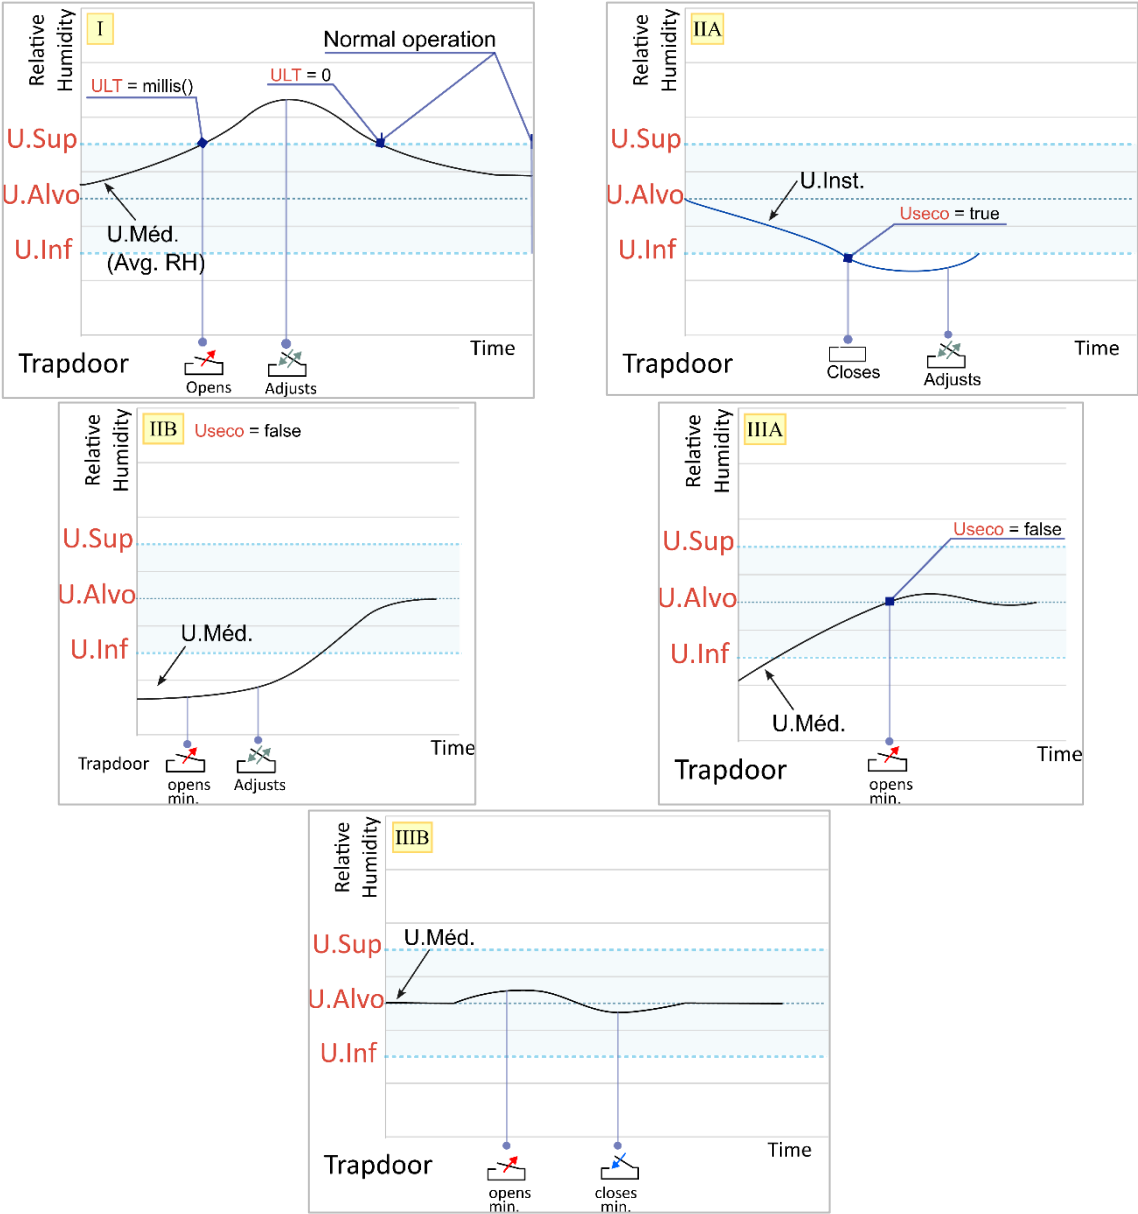 Relative
Humidity
I
Normal operation
ULT = millis()
ULT = 0
U.Sup
U.Alvo
U.Inf
U.Méd.
(Avg. RH)
Trapdoor
Opens
Adjusts
Time
Relative
Humidity
IIA
U.Sup
U.Alvo
U.Inf
U.Inst.
Useco = true
Trapdoor
Closes
Adjusts
Time
Relative
Humidity
IIB
Useco = false
U.Sup
U.Alvo
U.Inf
U.Méd.
Trapdoor
opens
min.
Adjusts
Time
Relative
Humidity
IIIA
Useco = false
U.Sup
U.Alvo
U.Inf
U.Méd.
Trapdoor
opens
min.
Time
Relative
Humidity
IIIB
U.Sup
U.Méd.
U.Alvo
U.Inf
Trapdoor
opens
min.
closes
min.
Time